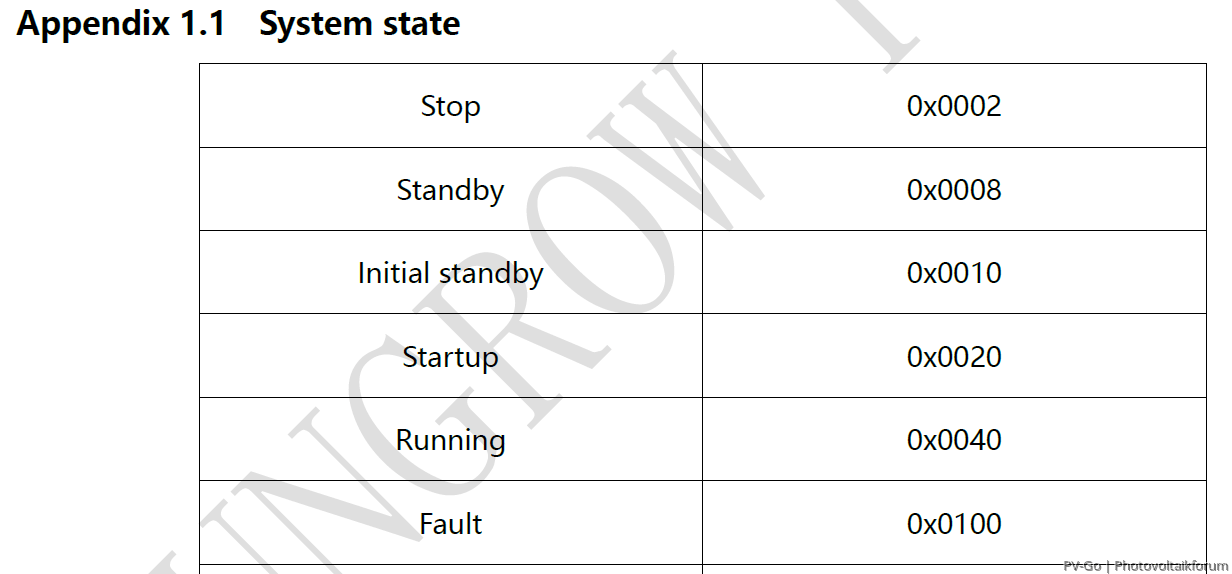 Appendix 1.1 System state
Stop 0x0002
Standby 0x0008
Initial standby 0x0010
Startup 0x0020
Running 0x0040
Fault 0x0100
UNGROW
PV-Go | Photovoltaikforum